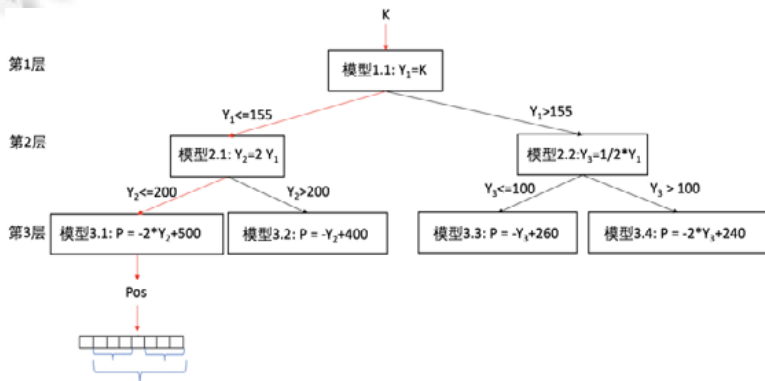 K
第1层
模型1.1: Y₁=K
Y₁<=155
Y₁>155
第2层
模型2.1: Y₂=2 Y₁
模型2.2:Y₃=1/2*Y₁
Y₂<=200
Y₂>200
Y₃<=100
Y₃ > 100
第3层
模型3.1: P = -2*Y₂+500
模型3.2: P = -Y₂+400
模型3.3: P = -Y₃+260
模型3.4: P = -2*Y₃+240
Pos